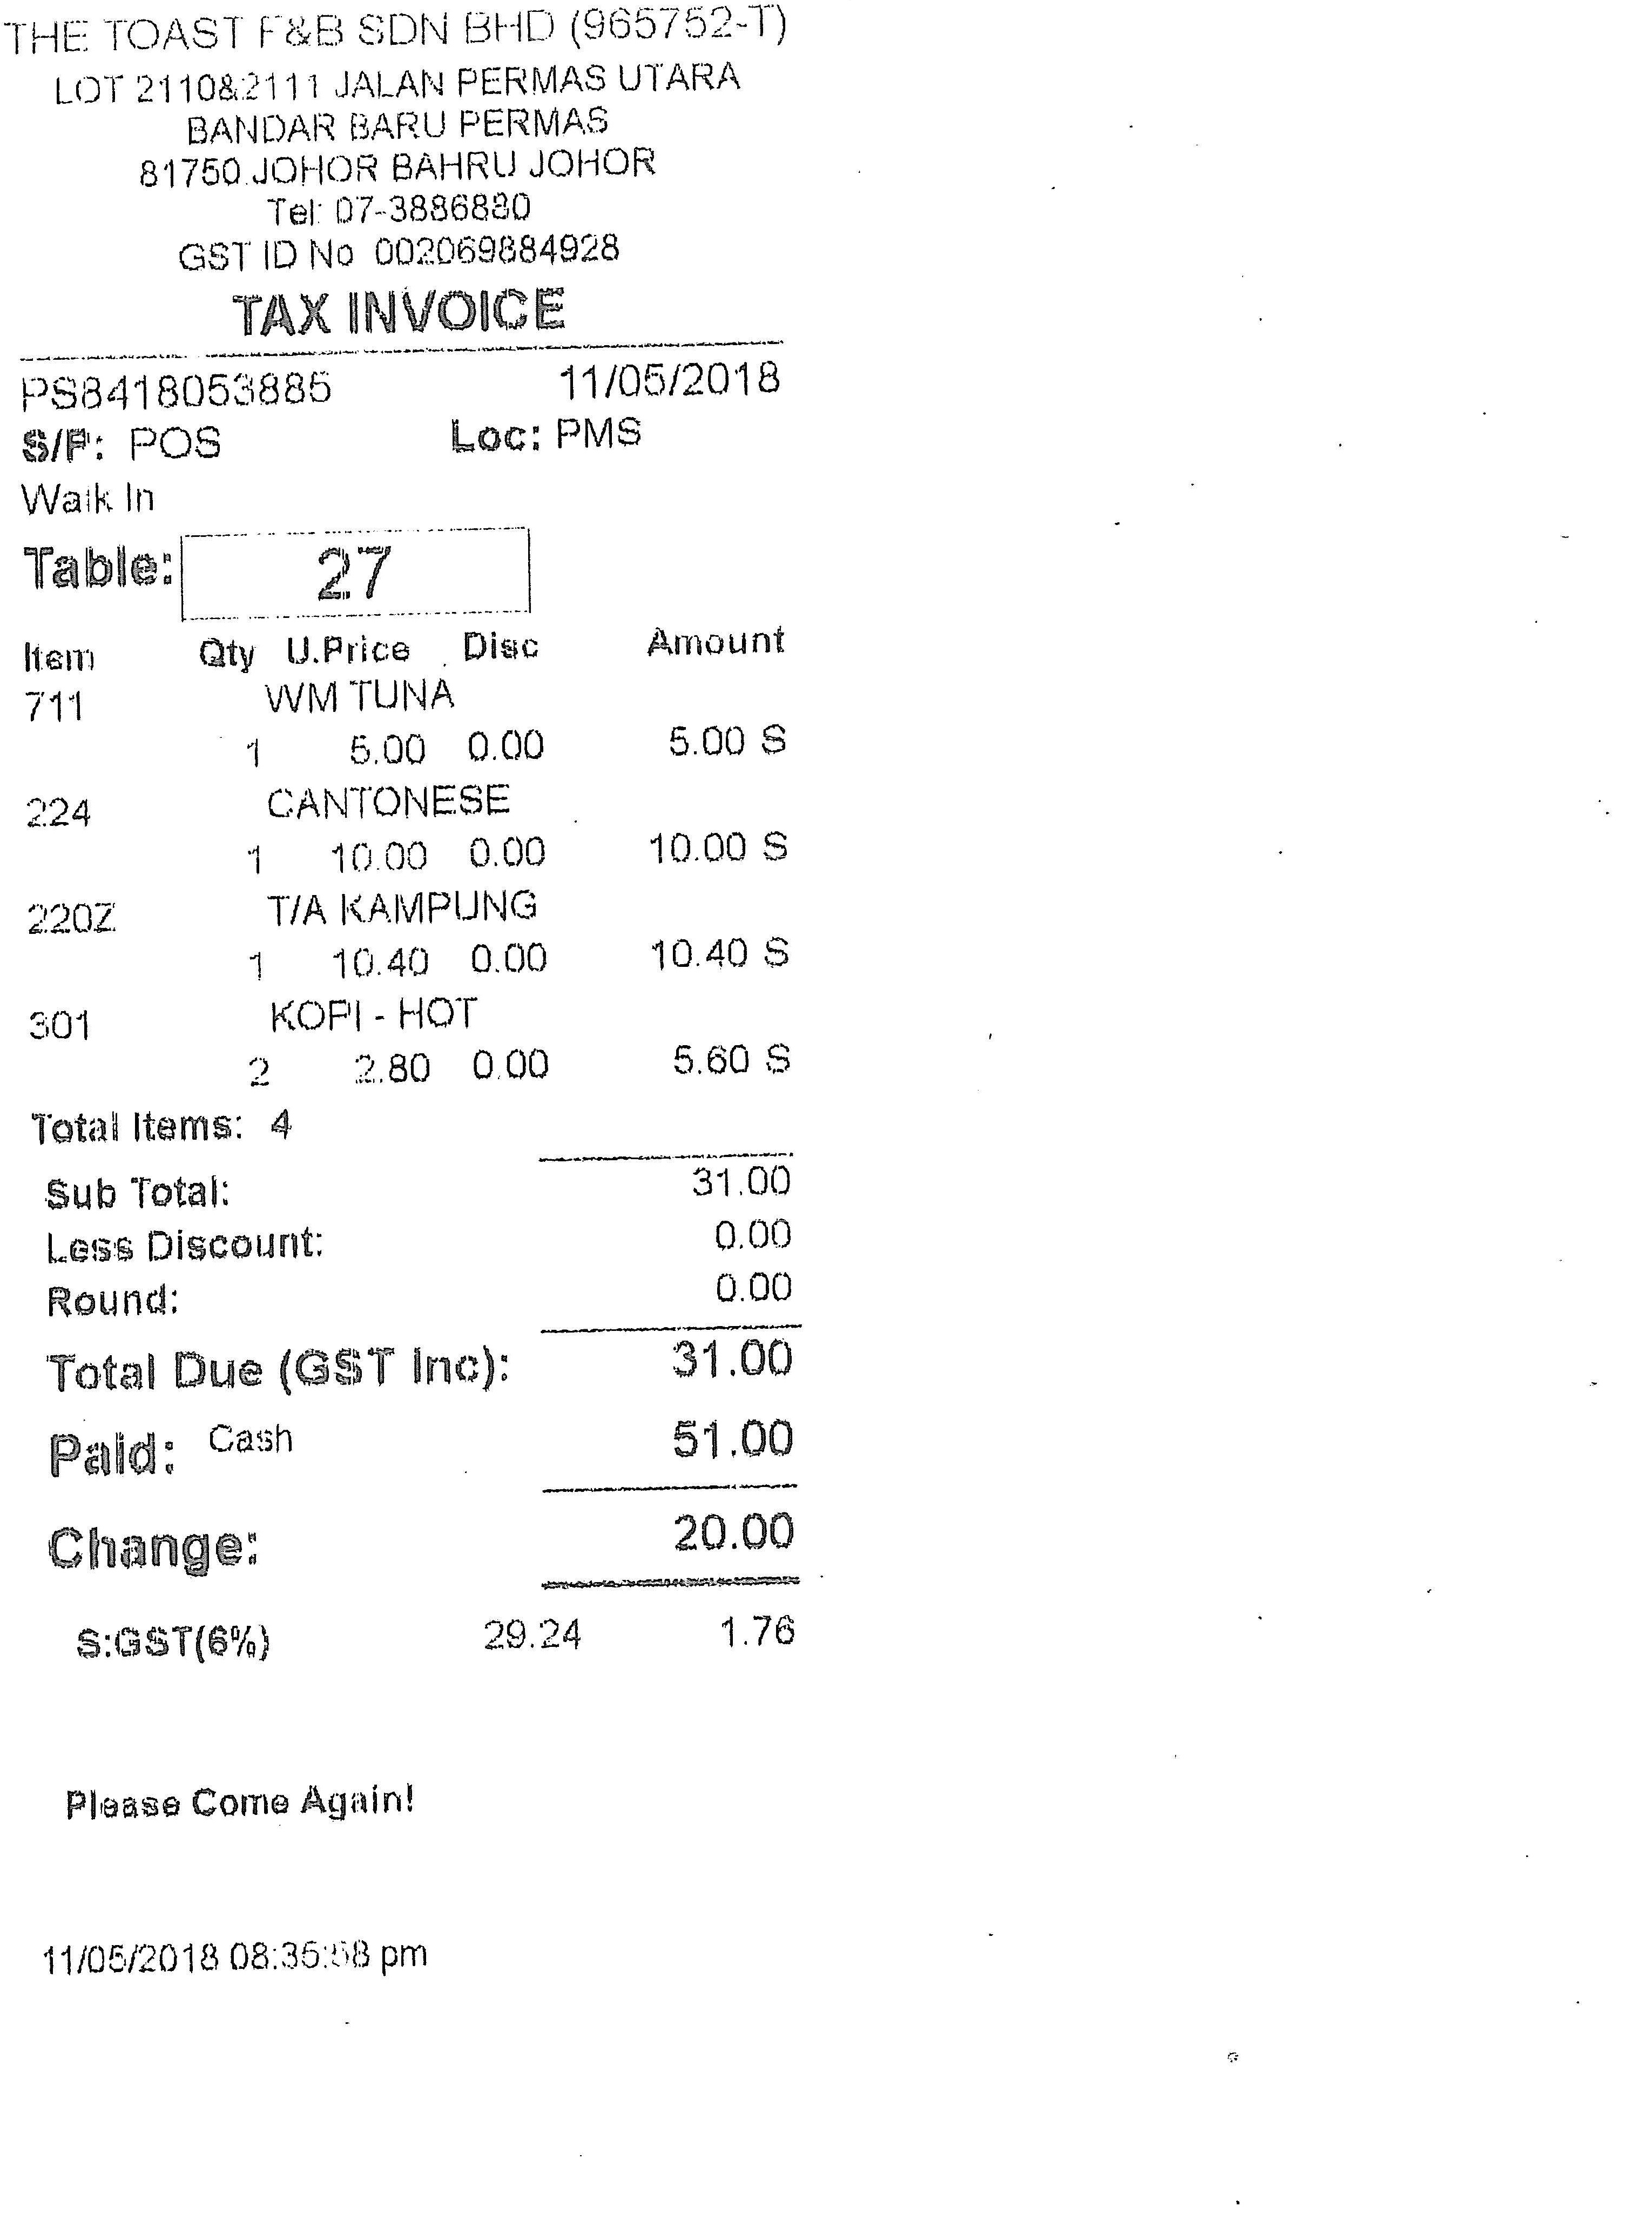 THE TOAST F&B SDN BHD (965752-T)
LOT 2110&2111 JALAN PERMAS UTARA
BANDAR BARU PERMAS
81750 JOHOR BAHRU JOHOR
Tel: 07-3886880
GST ID No 002069884928
TAX INVOICE
PS8418053885 11/05/2018
S/P: POS Loc: PMS
Walk In
Table: 27
Item Qty U.Price Disc Amount
711 WM TUNA
1 5.00 0.00 5.00 S
224 CANTONESE
1 10.00 0.00 10.00 S
220Z T/A KAMPUNG
1 10.40 0.00 10.40 S
301 KOPI - HOT
2 2.80 0.00 5.60 S
Total Items: 4
Sub Total: 31.00
Less Discount: 0.00
Round: 0.00
Total Due (GST Inc): 31.00
Paid: Cash 51.00
Change: 20.00
S:GST(6%) 29.24 1.76
Please Come Again!
11/05/2018 08:36:58 pm